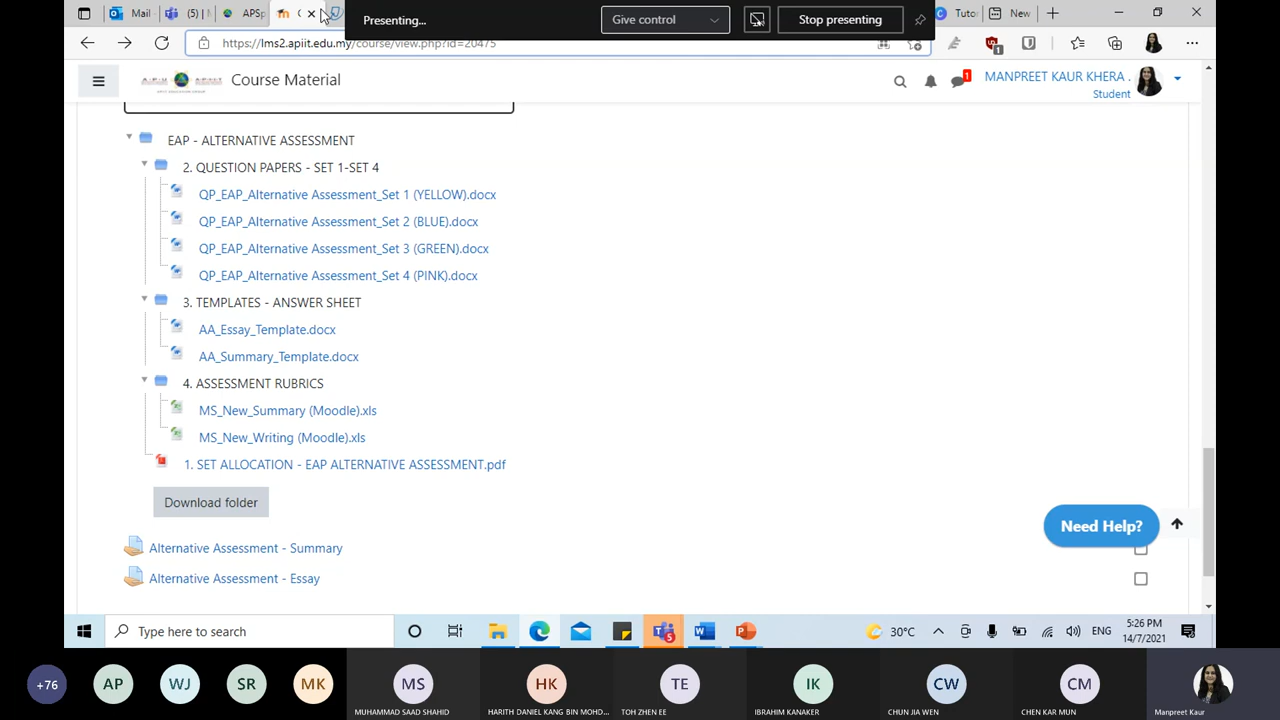 Mail
APSp
Presenting...
Give control
Stop presenting
Tutor
New
https://lms2.apiit.edu.my/course/view.php?id=20475
1
Course Material
1
MANPREET KAUR KHERA .
Student
EAP - ALTERNATIVE ASSESSMENT
2. QUESTION PAPERS - SET 1-SET 4
QP_EAP_Alternative Assessment_Set 1 (YELLOW).docx
QP_EAP_Alternative Assessment_Set 2 (BLUE).docx
QP_EAP_Alternative Assessment_Set 3 (GREEN).docx
QP_EAP_Alternative Assessment_Set 4 (PINK).docx
3. TEMPLATES - ANSWER SHEET
AA_Essay_Template.docx
AA_Summary_Template.docx
4. ASSESSMENT RUBRICS
MS_New_Summary (Moodle).xls
MS_New_Writing (Moodle).xls
1. SET ALLOCATION - EAP ALTERNATIVE ASSESSMENT.pdf
Download folder
Need Help?
Alternative Assessment - Summary
Alternative Assessment - Essay
Type here to search
5
30°C
ENG
5:26 PM
14/7/2021
+76
AP
WJ
SR
MK
MS
HK
TE
IK
CW
CM
MUHAMMAD SAAD SHAHID
HARITH DANIEL KANG BIN MOHD...
TOH ZHEN EE
IBRAHIM KANAKER
CHUN JIA WEN
CHEN KAR MUN
Manpreet Kaur